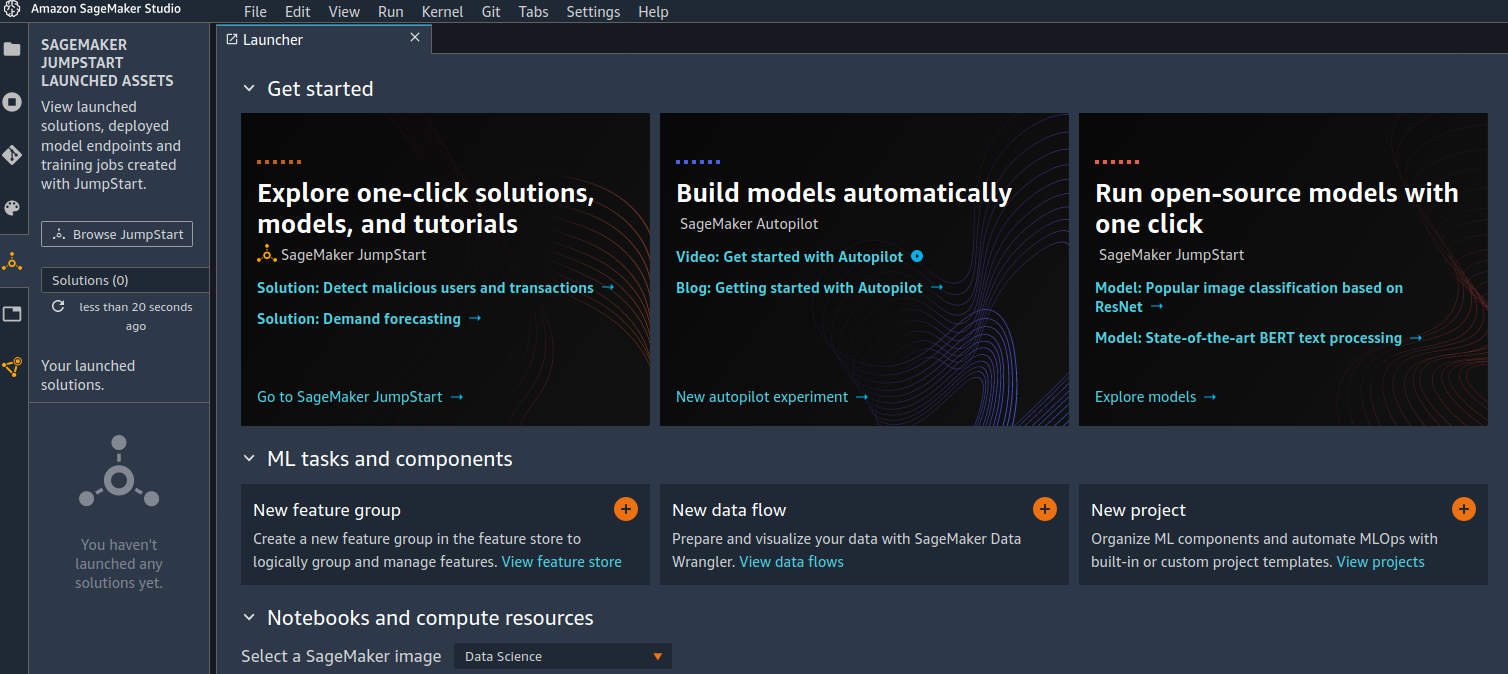 Amazon SageMaker Studio
File Edit View Run Kernel Git Tabs Settings Help
SAGEMAKER
JUMPSTART
LAUNCHED ASSETS
View launched
solutions, deployed
model endpoints and
training jobs created
with JumpStart.
Browse JumpStart
Solutions (0)
less than 20 seconds
ago
Your launched
solutions.
You haven't
launched any
solutions yet.
Launcher
Get started
Explore one-click solutions,
models, and tutorials
SageMaker JumpStart
Solution: Detect malicious users and transactions →
Solution: Demand forecasting →
Go to SageMaker JumpStart →
Build models automatically
SageMaker Autopilot
Video: Get started with Autopilot
Blog: Getting started with Autopilot →
New autopilot experiment →
Run open-source models with
one click
SageMaker JumpStart
Model: Popular image classification based on
ResNet →
Model: State-of-the-art BERT text processing →
Explore models →
ML tasks and components
New feature group
Create a new feature group in the feature store to
logically group and manage features. View feature store
New data flow
Prepare and visualize your data with SageMaker Data
Wrangler. View data flows
New project
Organize ML components and automate MLOps with
built-in or custom project templates. View projects
Notebooks and compute resources
Select a SageMaker image Data Science